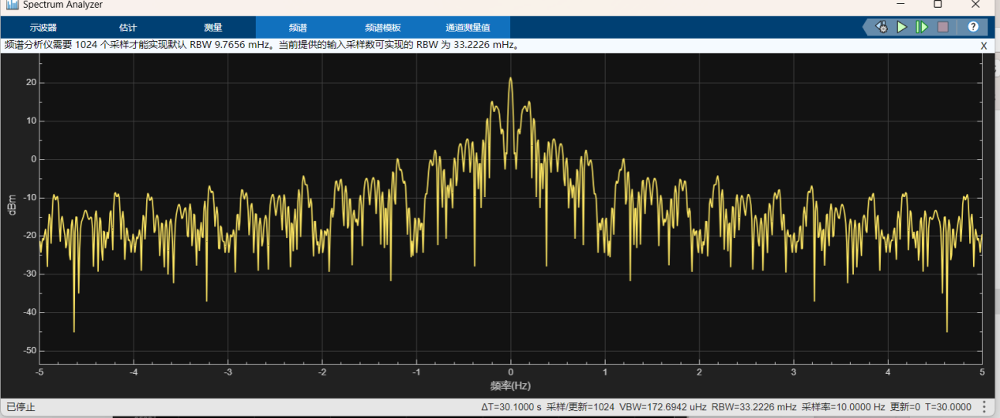 Spectrum Analyzer
示波器 估计 测量 频谱 频谱模板 通道测量值
频谱分析仪需要 1024 个采样才能实现默认 RBW 9.7656 mHz。当前提供的输入采样数可实现的 RBW 为 33.2226 mHz。 X
20
10
0
-10
-20
-30
-40
-50
dBm
-5 -4 -3 -2 -1 0 1 2 3 4 5
频率(Hz)
已停止 ΔT=30.1000 s 采样/更新=1024 VBW=172.6942 uHz RBW=33.2226 mHz 采样率=10.0000 Hz 更新=0 T=30.0000